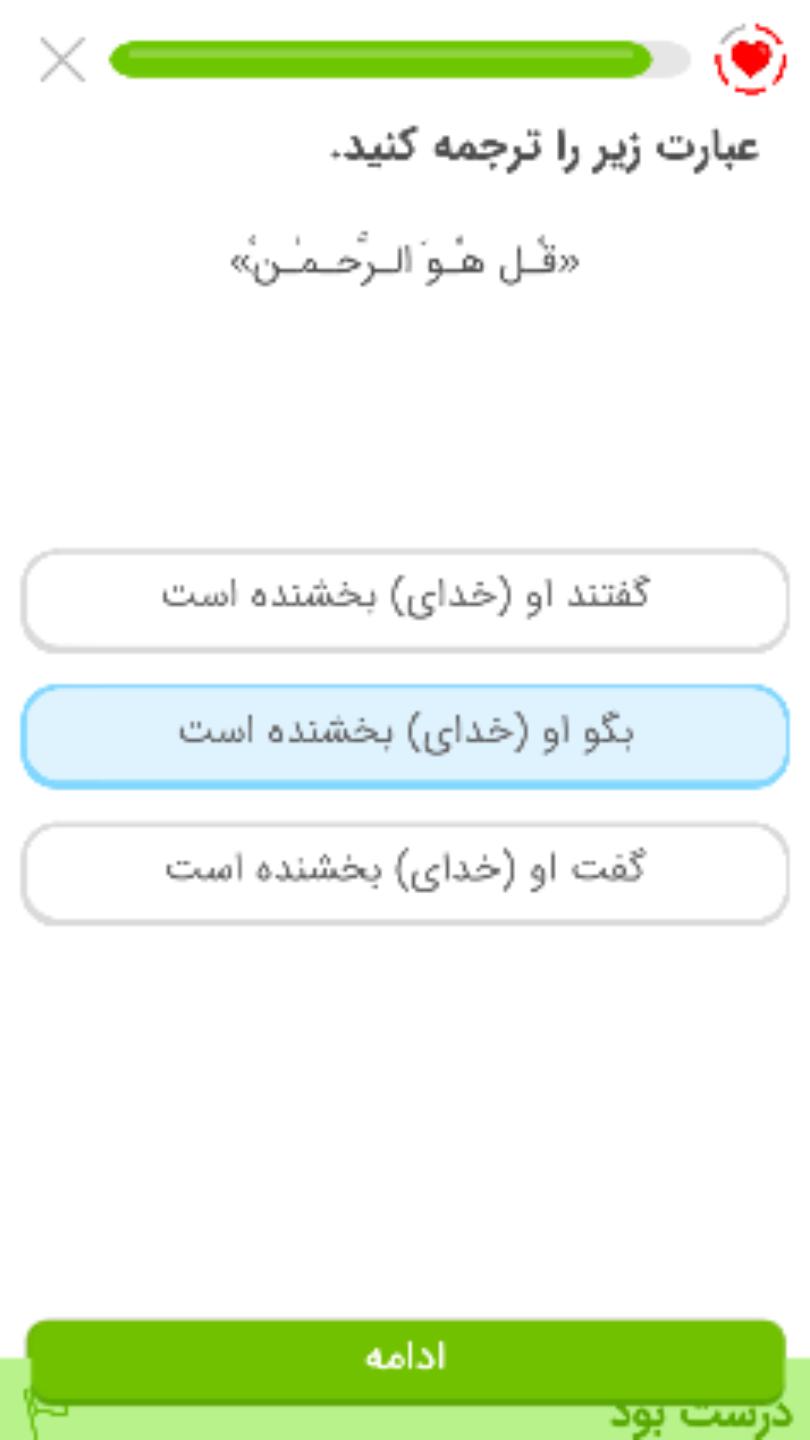 عبارت زیر را ترجمه کنید.
«قُل هُوَ الرَّحمٰنُ»
گفتند او (خدای) بخشنده است
بگو او (خدای) بخشنده است
گفت او (خدای) بخشنده است
ادامه
درست بود